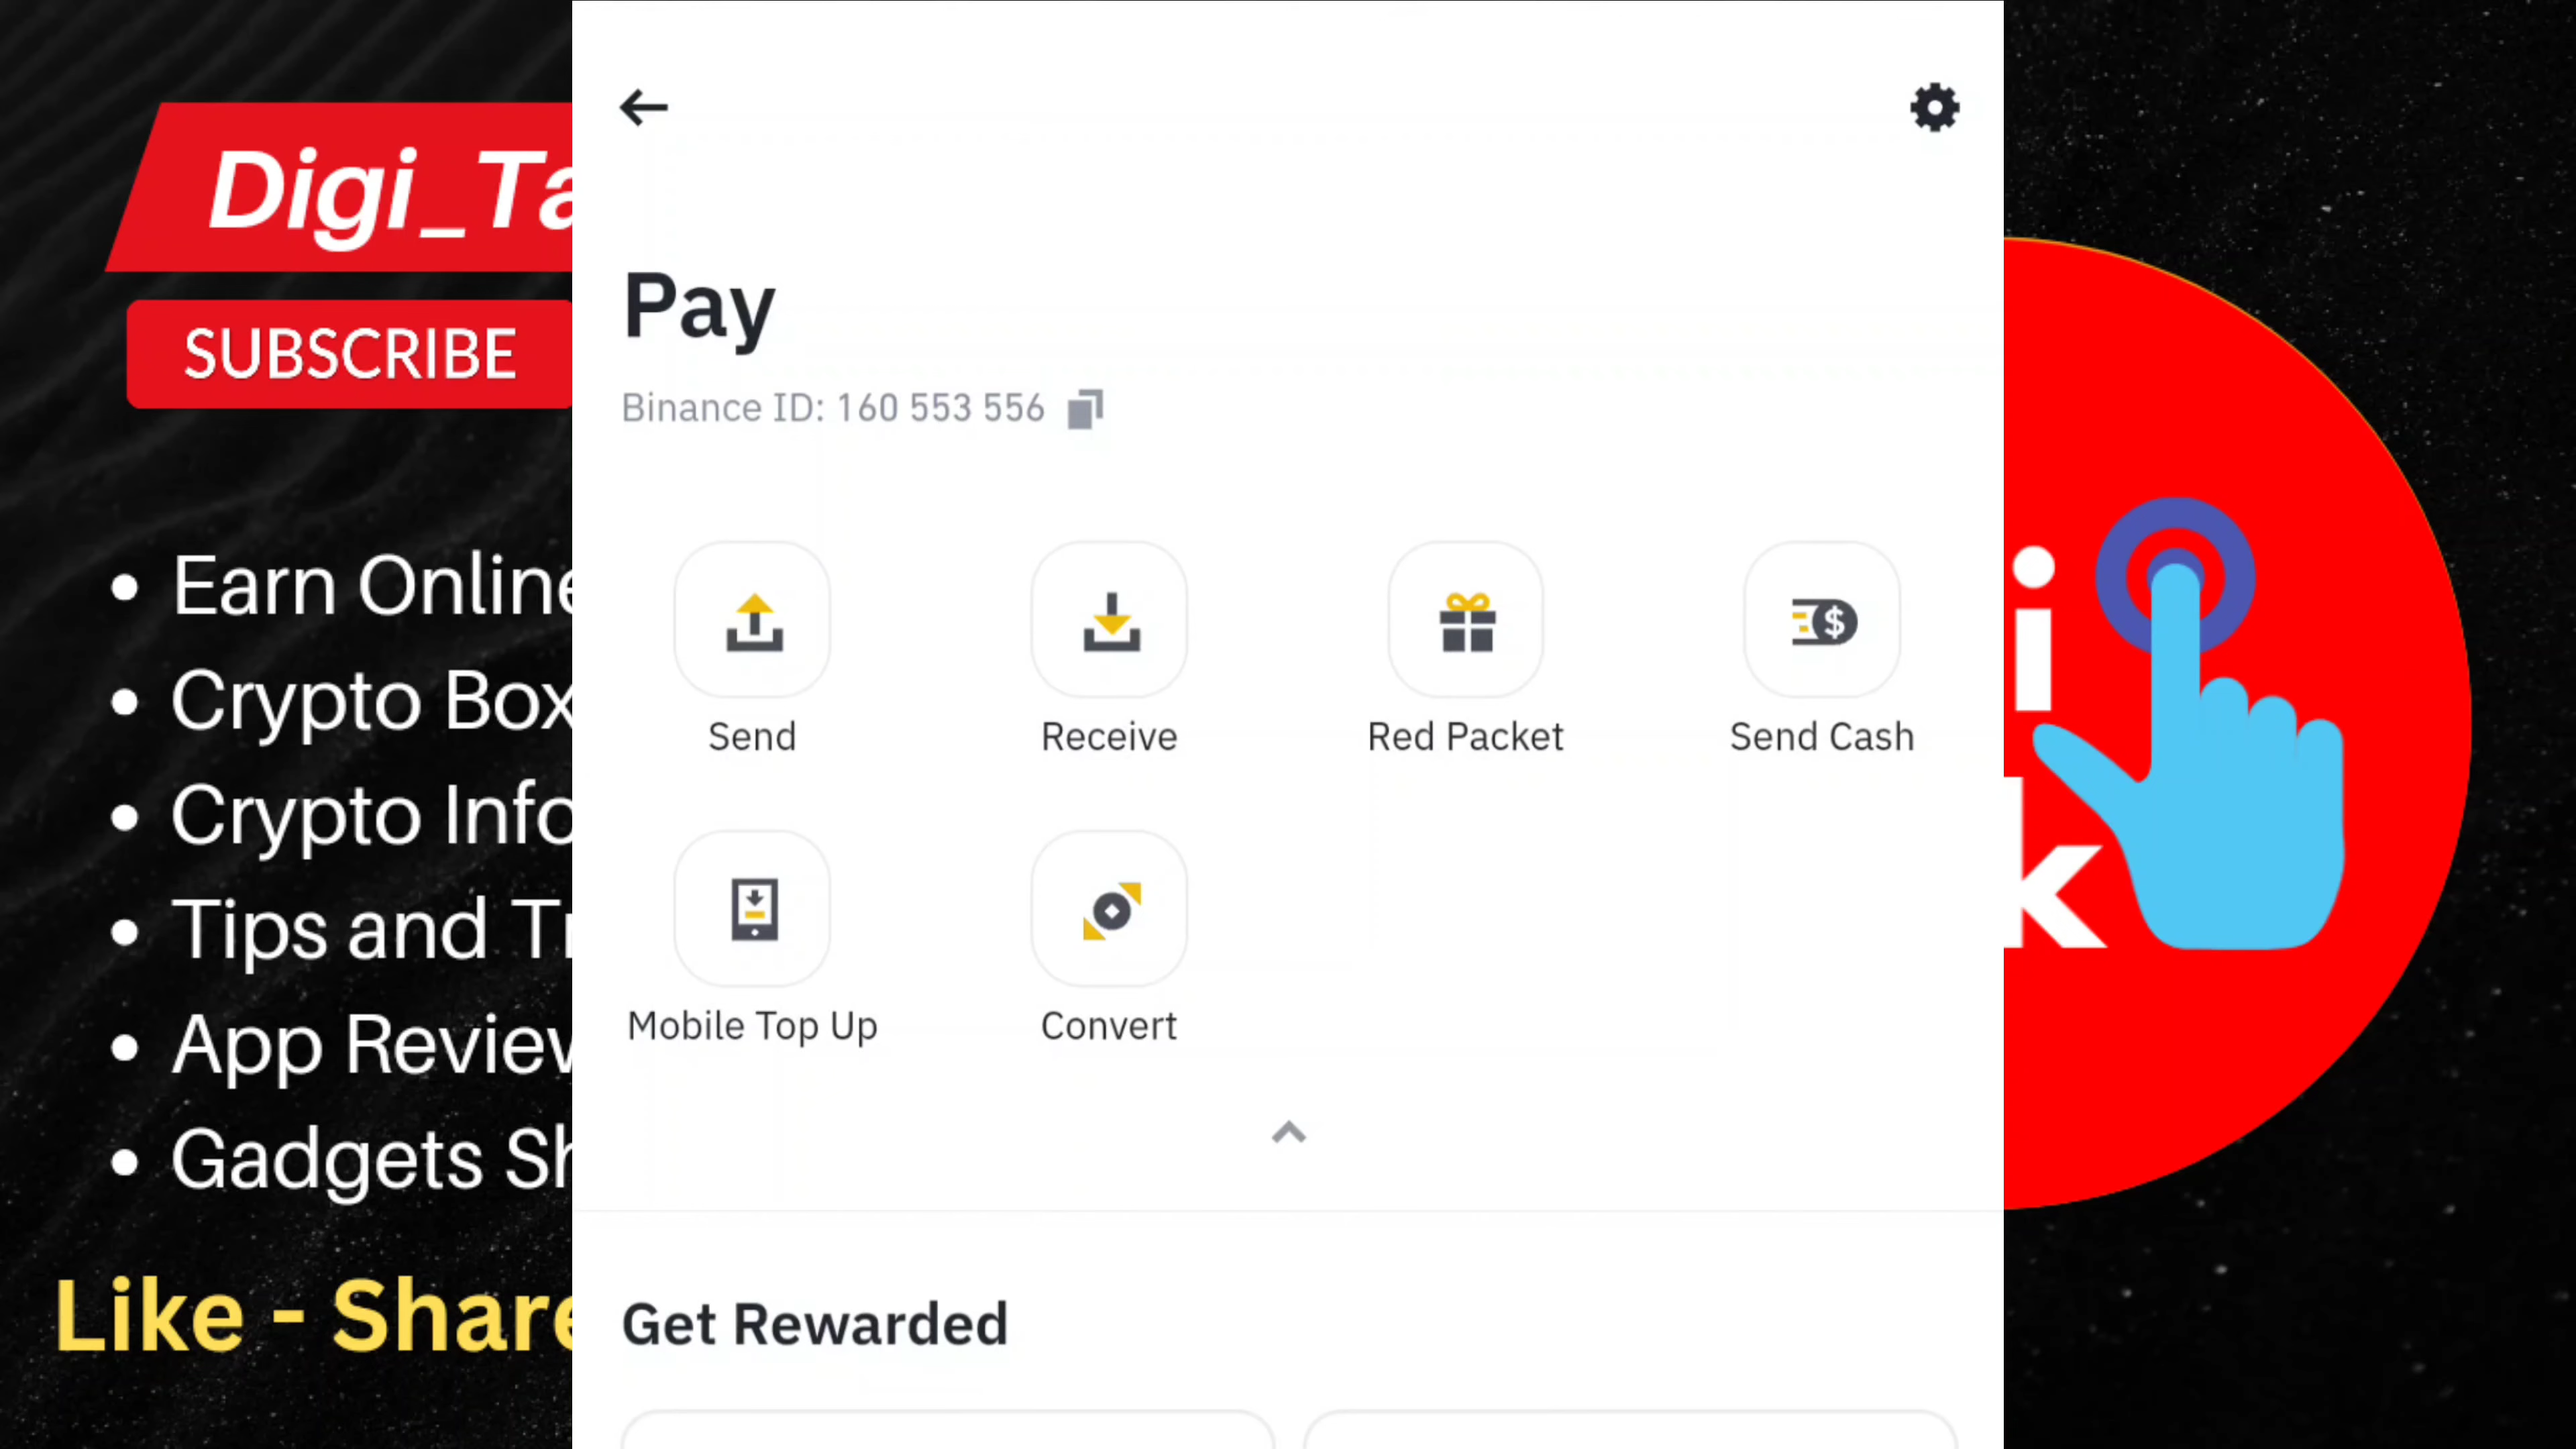 Digi_Ta
SUBSCRIBE
• Earn Online
• Crypto Box
• Crypto Info
• Tips and Tr
• App Review
• Gadgets Sh
Like - Share
Pay
Binance ID: 160 553 556
Send
Receive
Red Packet
Send Cash
Mobile Top Up
Convert
Get Rewarded
i
k